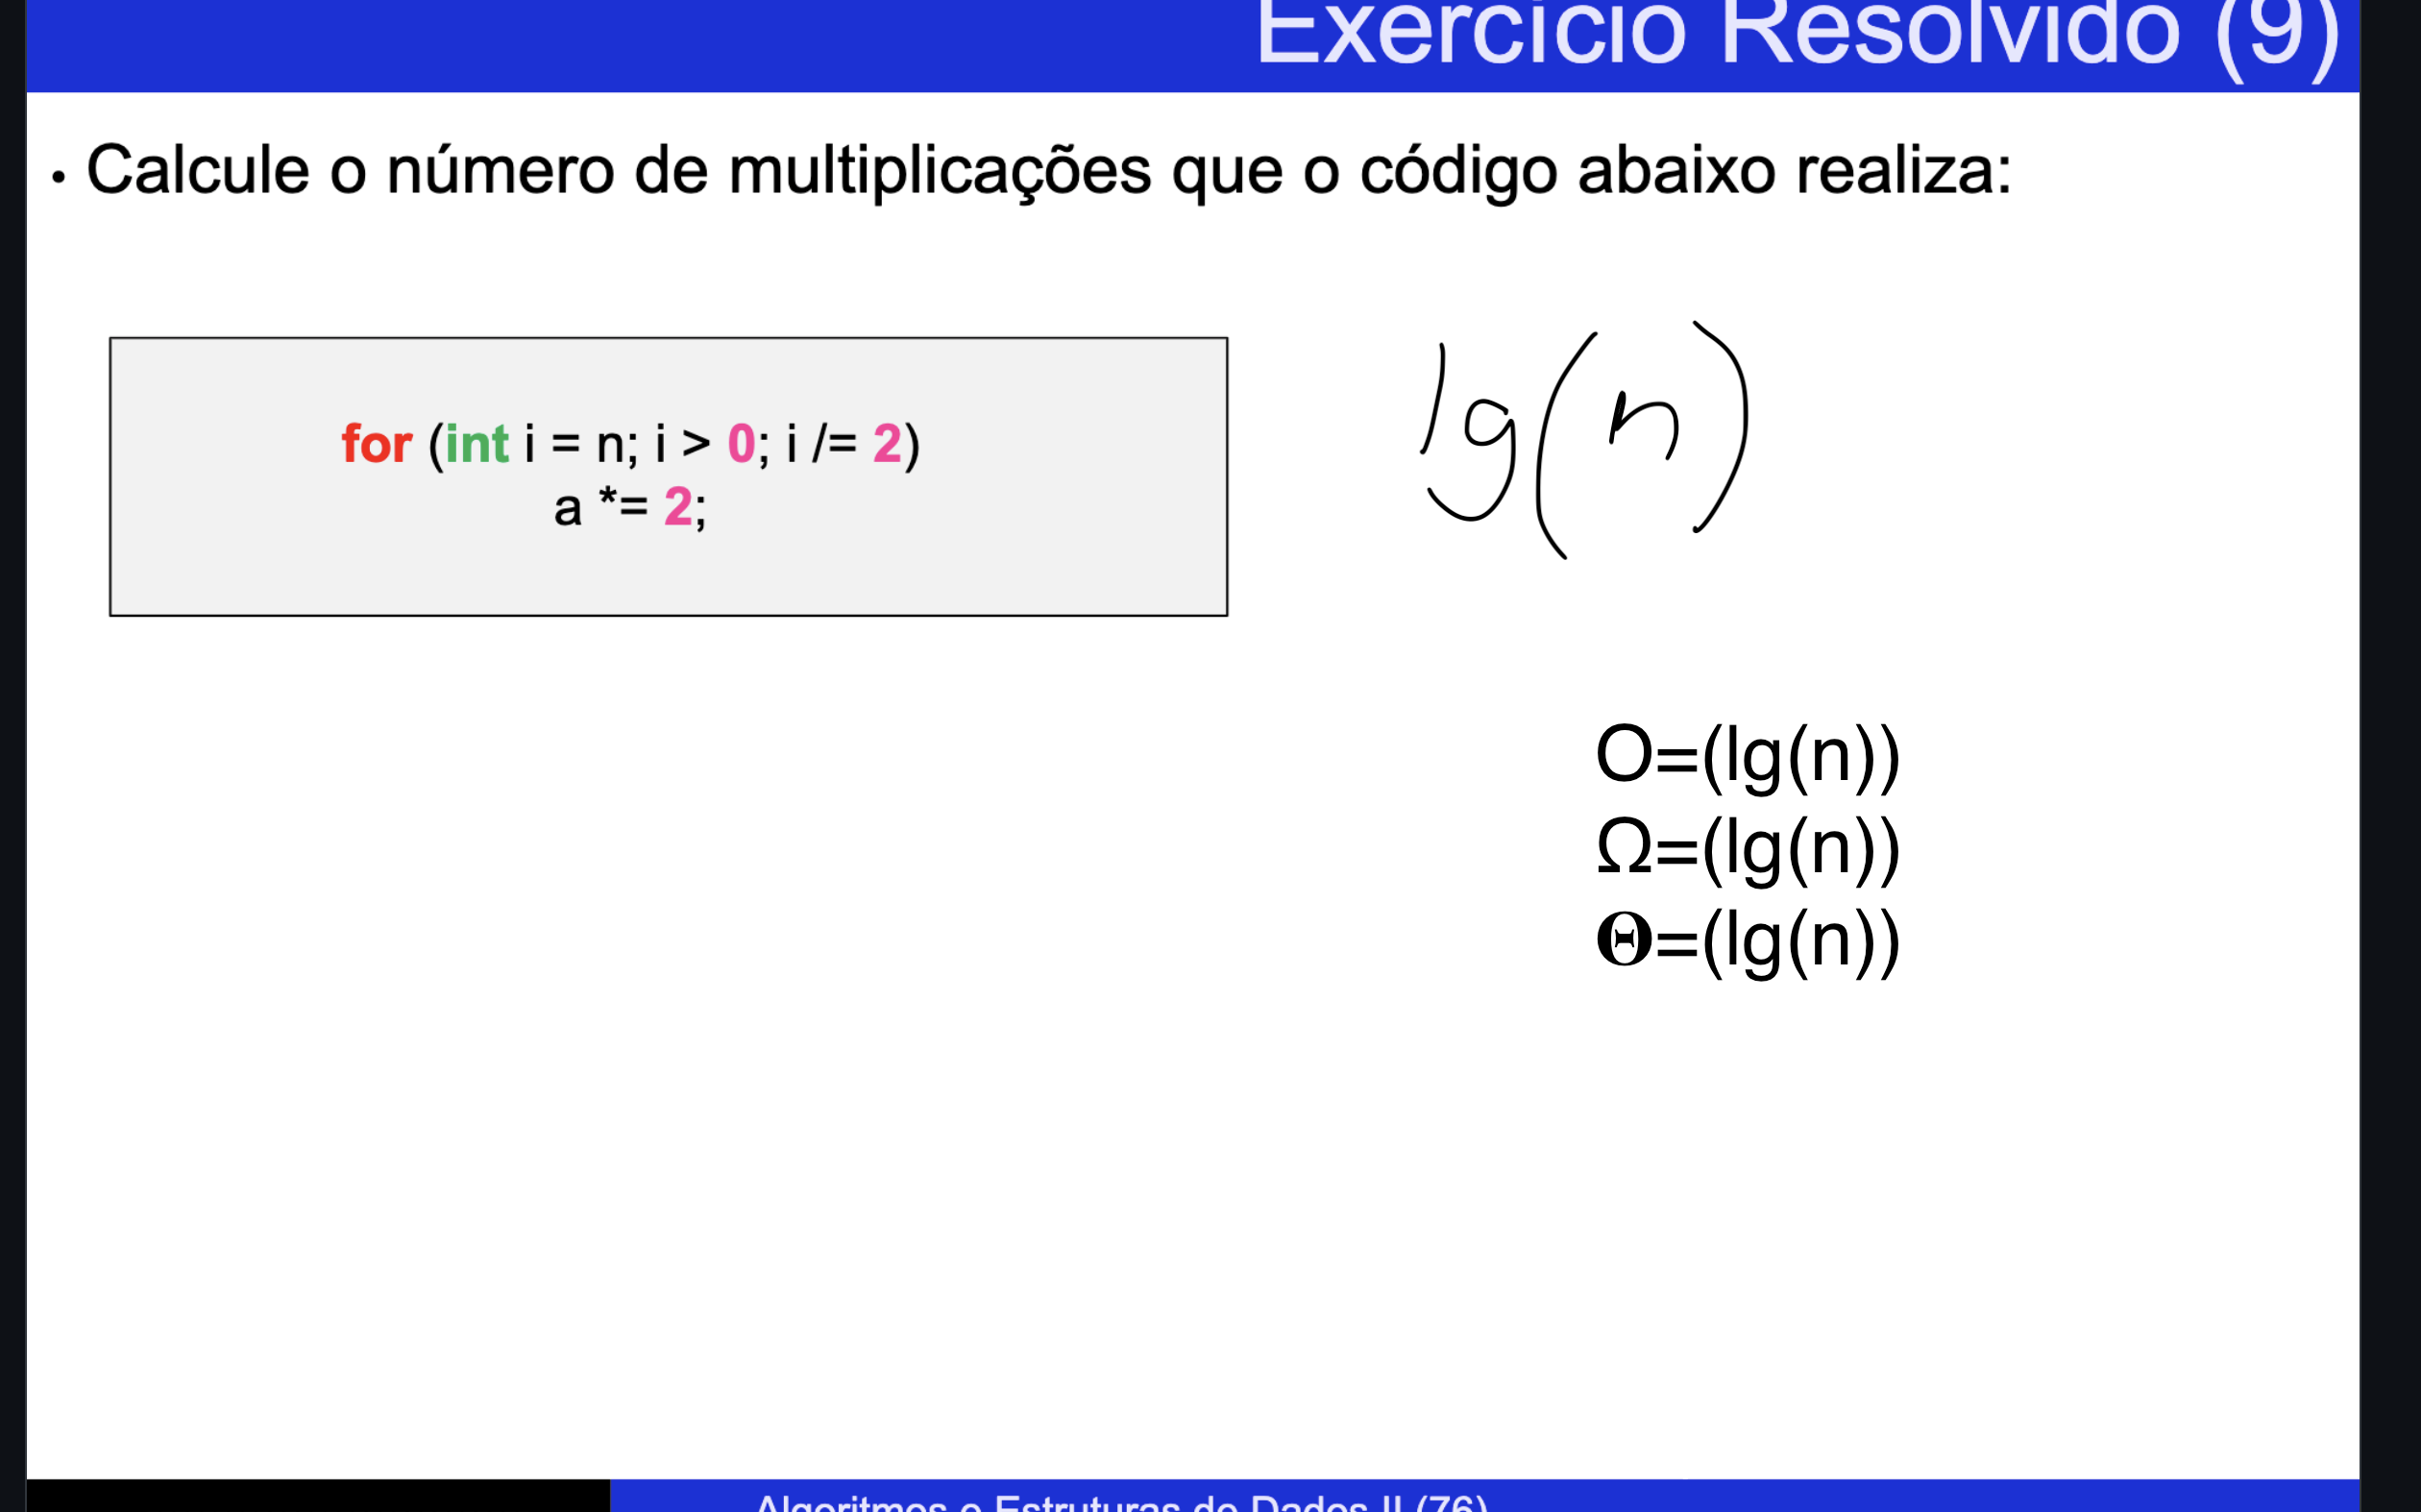 Exercício Resolvido (9)
• Calcule o número de multiplicações que o código abaixo realiza:
for (int i = n; i > 0; i /= 2)
a *= 2;
lg(n)
O=(lg(n))
Ω=(lg(n))
Θ=(lg(n))
Algoritmos e Estruturas de Dados II (76)